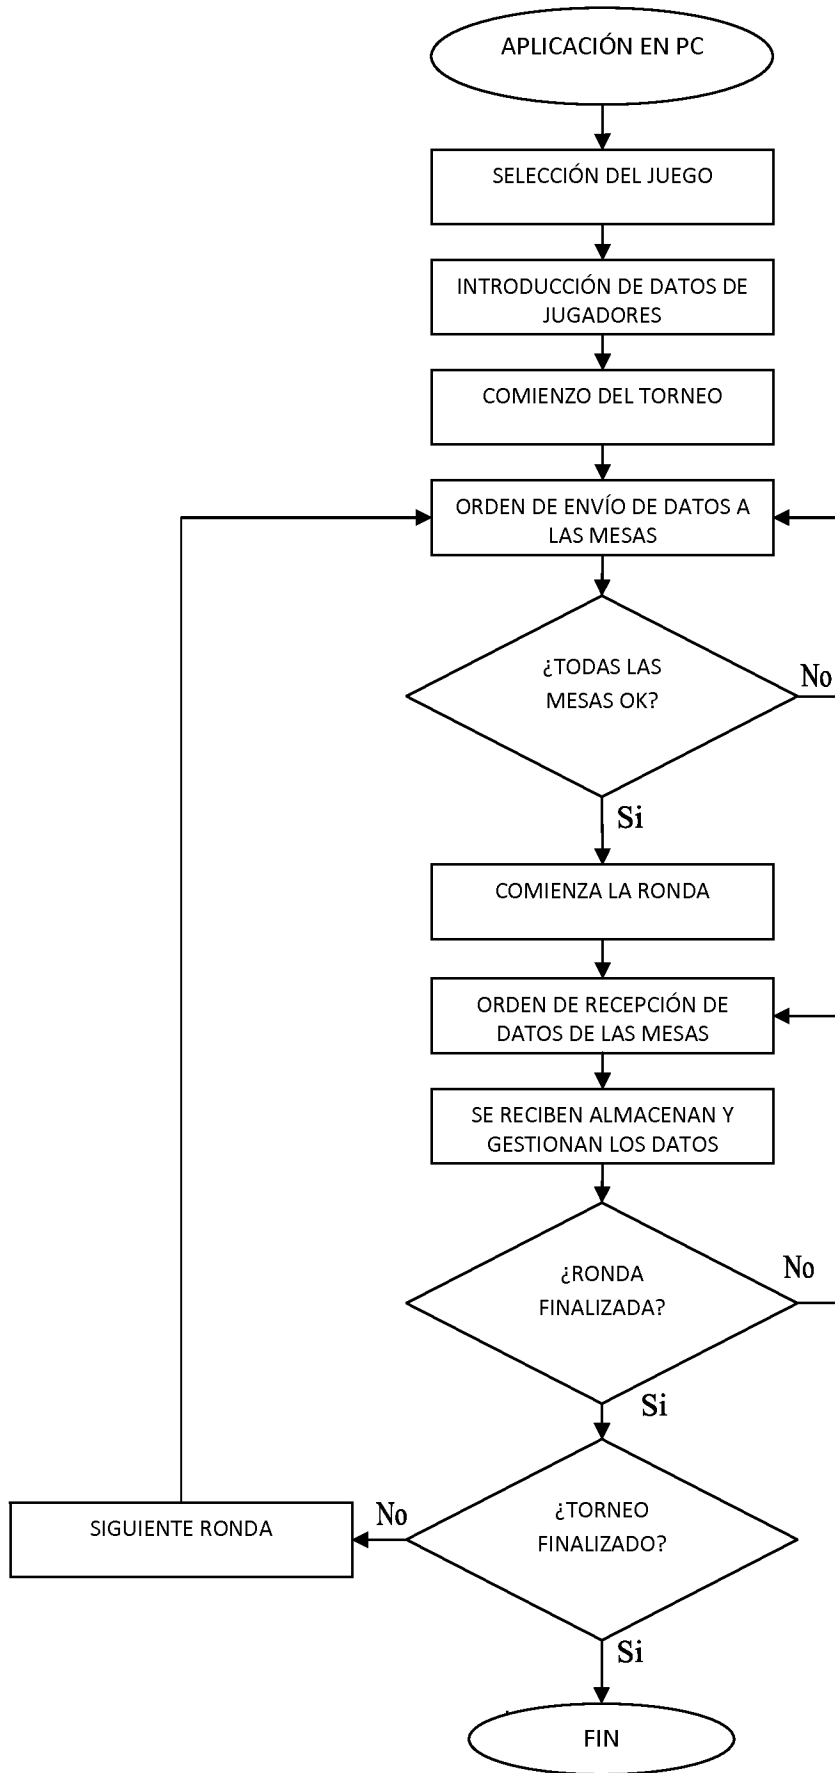 APLICACIÓN EN PC
SELECCIÓN DEL JUEGO
INTRODUCCIÓN DE DATOS DE
JUGADORES
COMIENZO DEL TORNEO
ORDEN DE ENVÍO DE DATOS A
LAS MESAS
¿TODAS LAS
MESAS OK?
No
Si
COMIENZA LA RONDA
ORDEN DE RECEPCIÓN DE
DATOS DE LAS MESAS
SE RECIBEN ALMACENAN Y
GESTIONAN LOS DATOS
¿RONDA
FINALIZADA?
No
Si
¿TORNEO
FINALIZADO?
No
SIGUIENTE RONDA
Si
FIN